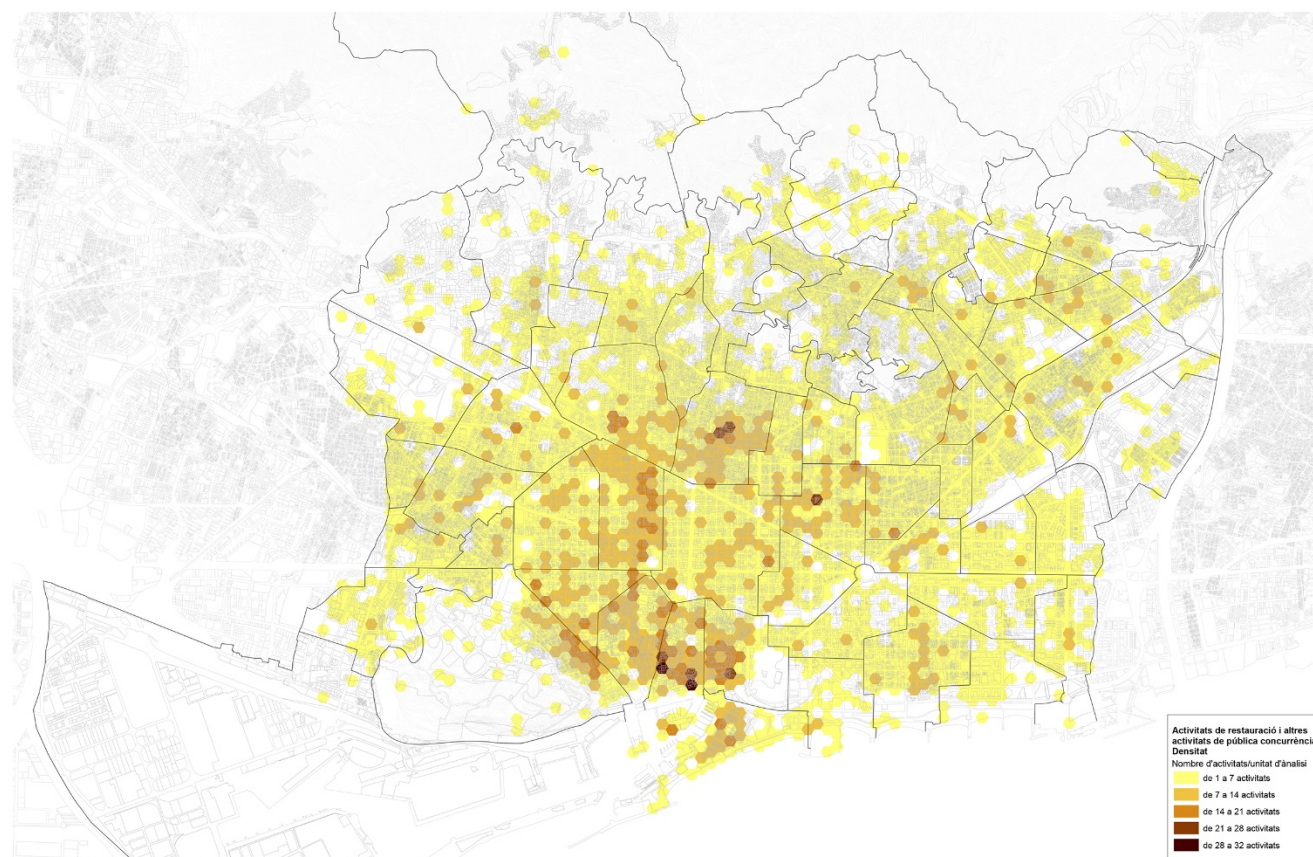 Activitats de restauració i altres
activitats de pública concurrència
Densitat
Nombre d'activitats/unitat d'ànalisi
de 1 a 7 activitats
de 7 a 14 activitats
de 14 a 21 activitats
de 21 a 28 activitats
de 28 a 32 activitats